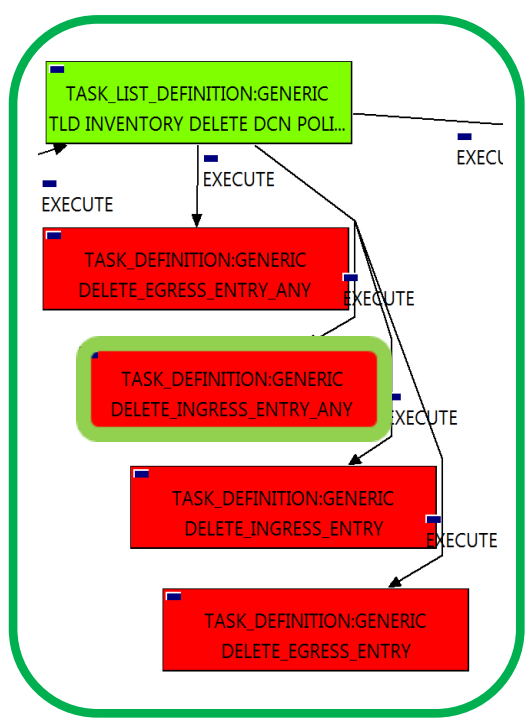 TASK_LIST_DEFINITION:GENERIC
TLD INVENTORY DELETE DCN POLI...
EXECUTE
EXECU
EXECUTE
TASK_DEFINITION:GENERIC
DELETE_EGRESS_ENTRY_ANY
EXECUTE
TASK_DEFINITION:GENERIC
DELETE_INGRESS_ENTRY_ANY
EXECUTE
TASK_DEFINITION:GENERIC
DELETE_INGRESS_ENTRY
EXECUTE
TASK_DEFINITION:GENERIC
DELETE_EGRESS_ENTRY